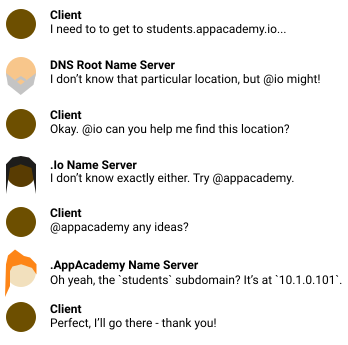 Client
I need to to get to students.appacademy.io...
DNS Root Name Server
I don't know that particular location, but @io might!
Client
Okay. @io can you help me find this location?
.Io Name Server
I don't know exactly either. Try @appacademy.
Client
@appacademy any ideas?
.AppAcademy Name Server
Oh yeah, the `students` subdomain? It's at `10.1.0.101`.
Client
Perfect, I'll go there - thank you!